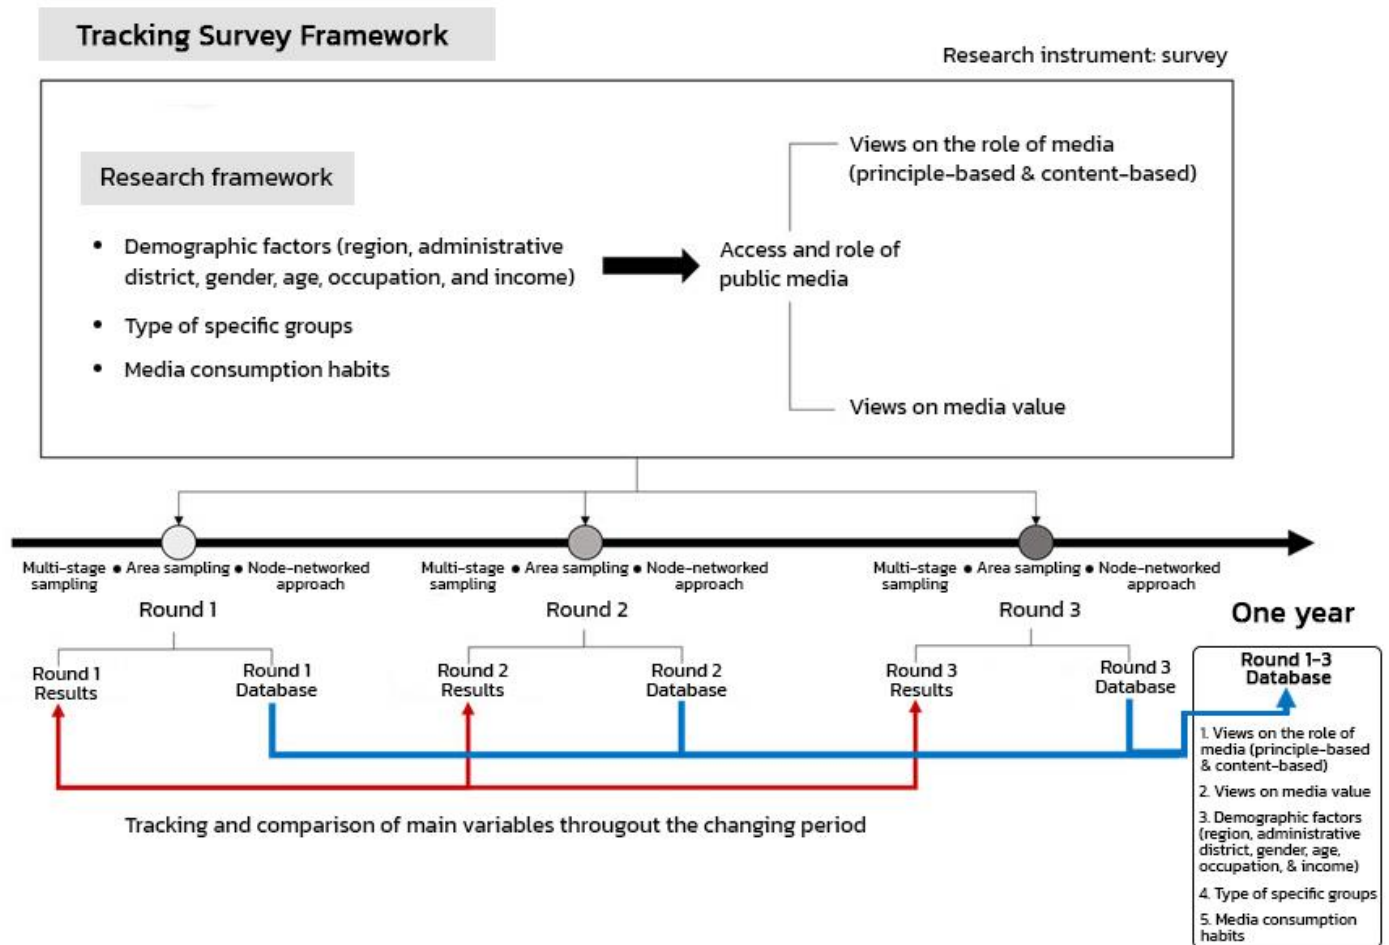 Tracking Survey Framework
Research instrument: survey
Research framework
• Demographic factors (region, administrative
district, gender, age, occupation, and income)
• Type of specific groups
• Media consumption habits
Access and role of
public media
Views on the role of media
(principle-based & content-based)
Views on media value
Multi-stage • Area sampling • Node-networked
sampling approach
Multi-stage • Area sampling • Node-networked
sampling approach
Multi-stage • Area sampling • Node-networked
sampling approach
Round 1
Round 2
Round 3
One year
Round 1
Results
Round 1
Database
Round 2
Results
Round 2
Database
Round 3
Results
Round 3
Database
Round 1-3
Database
1. Views on the role of
media (principle-based
& content-based)
2. Views on media value
3. Demographic factors
(region, administrative
district, gender, age,
occupation, & income)
4. Type of specific groups
5. Media consumption
habits
Tracking and comparison of main variables througout the changing period